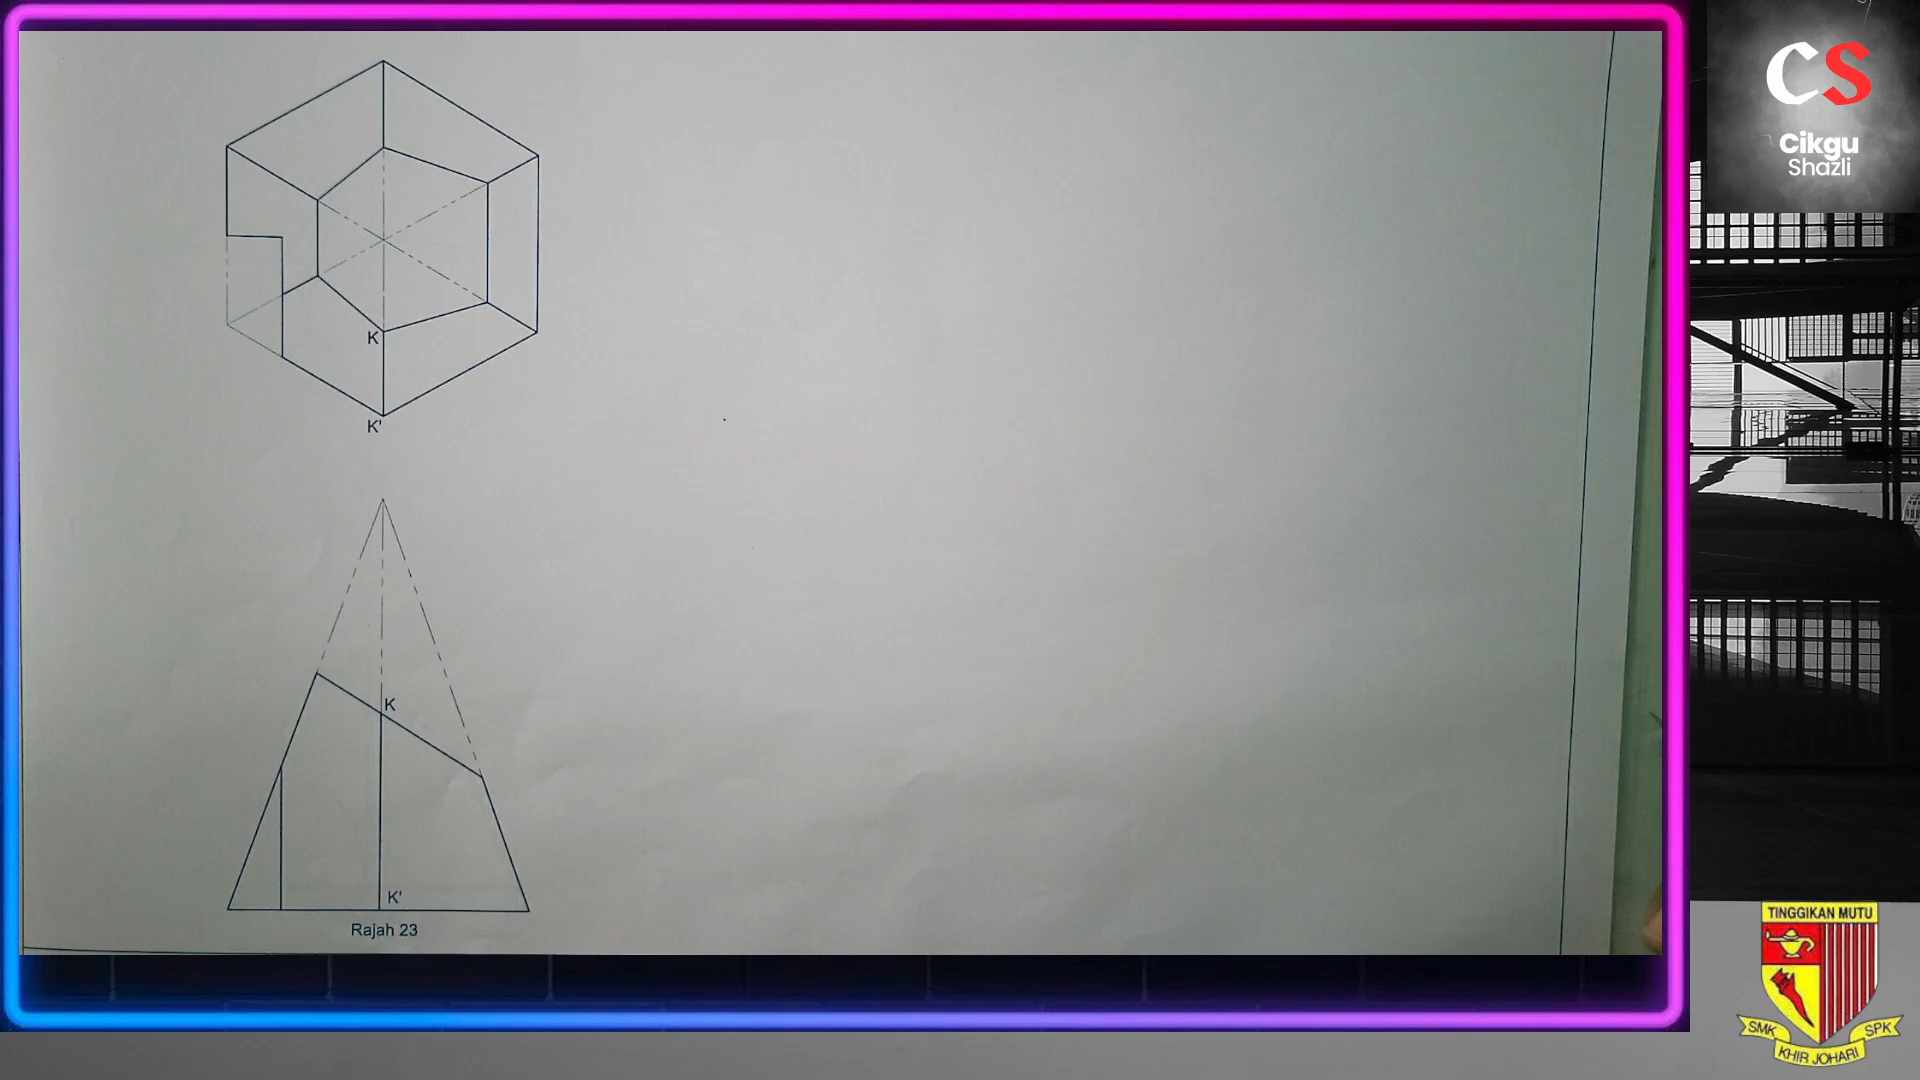 K
K'
K
K'
Rajah 23
CS
Cikgu
Shazli
TINGGIKAN MUTU
SMK
SPK
KHIR JOHARI